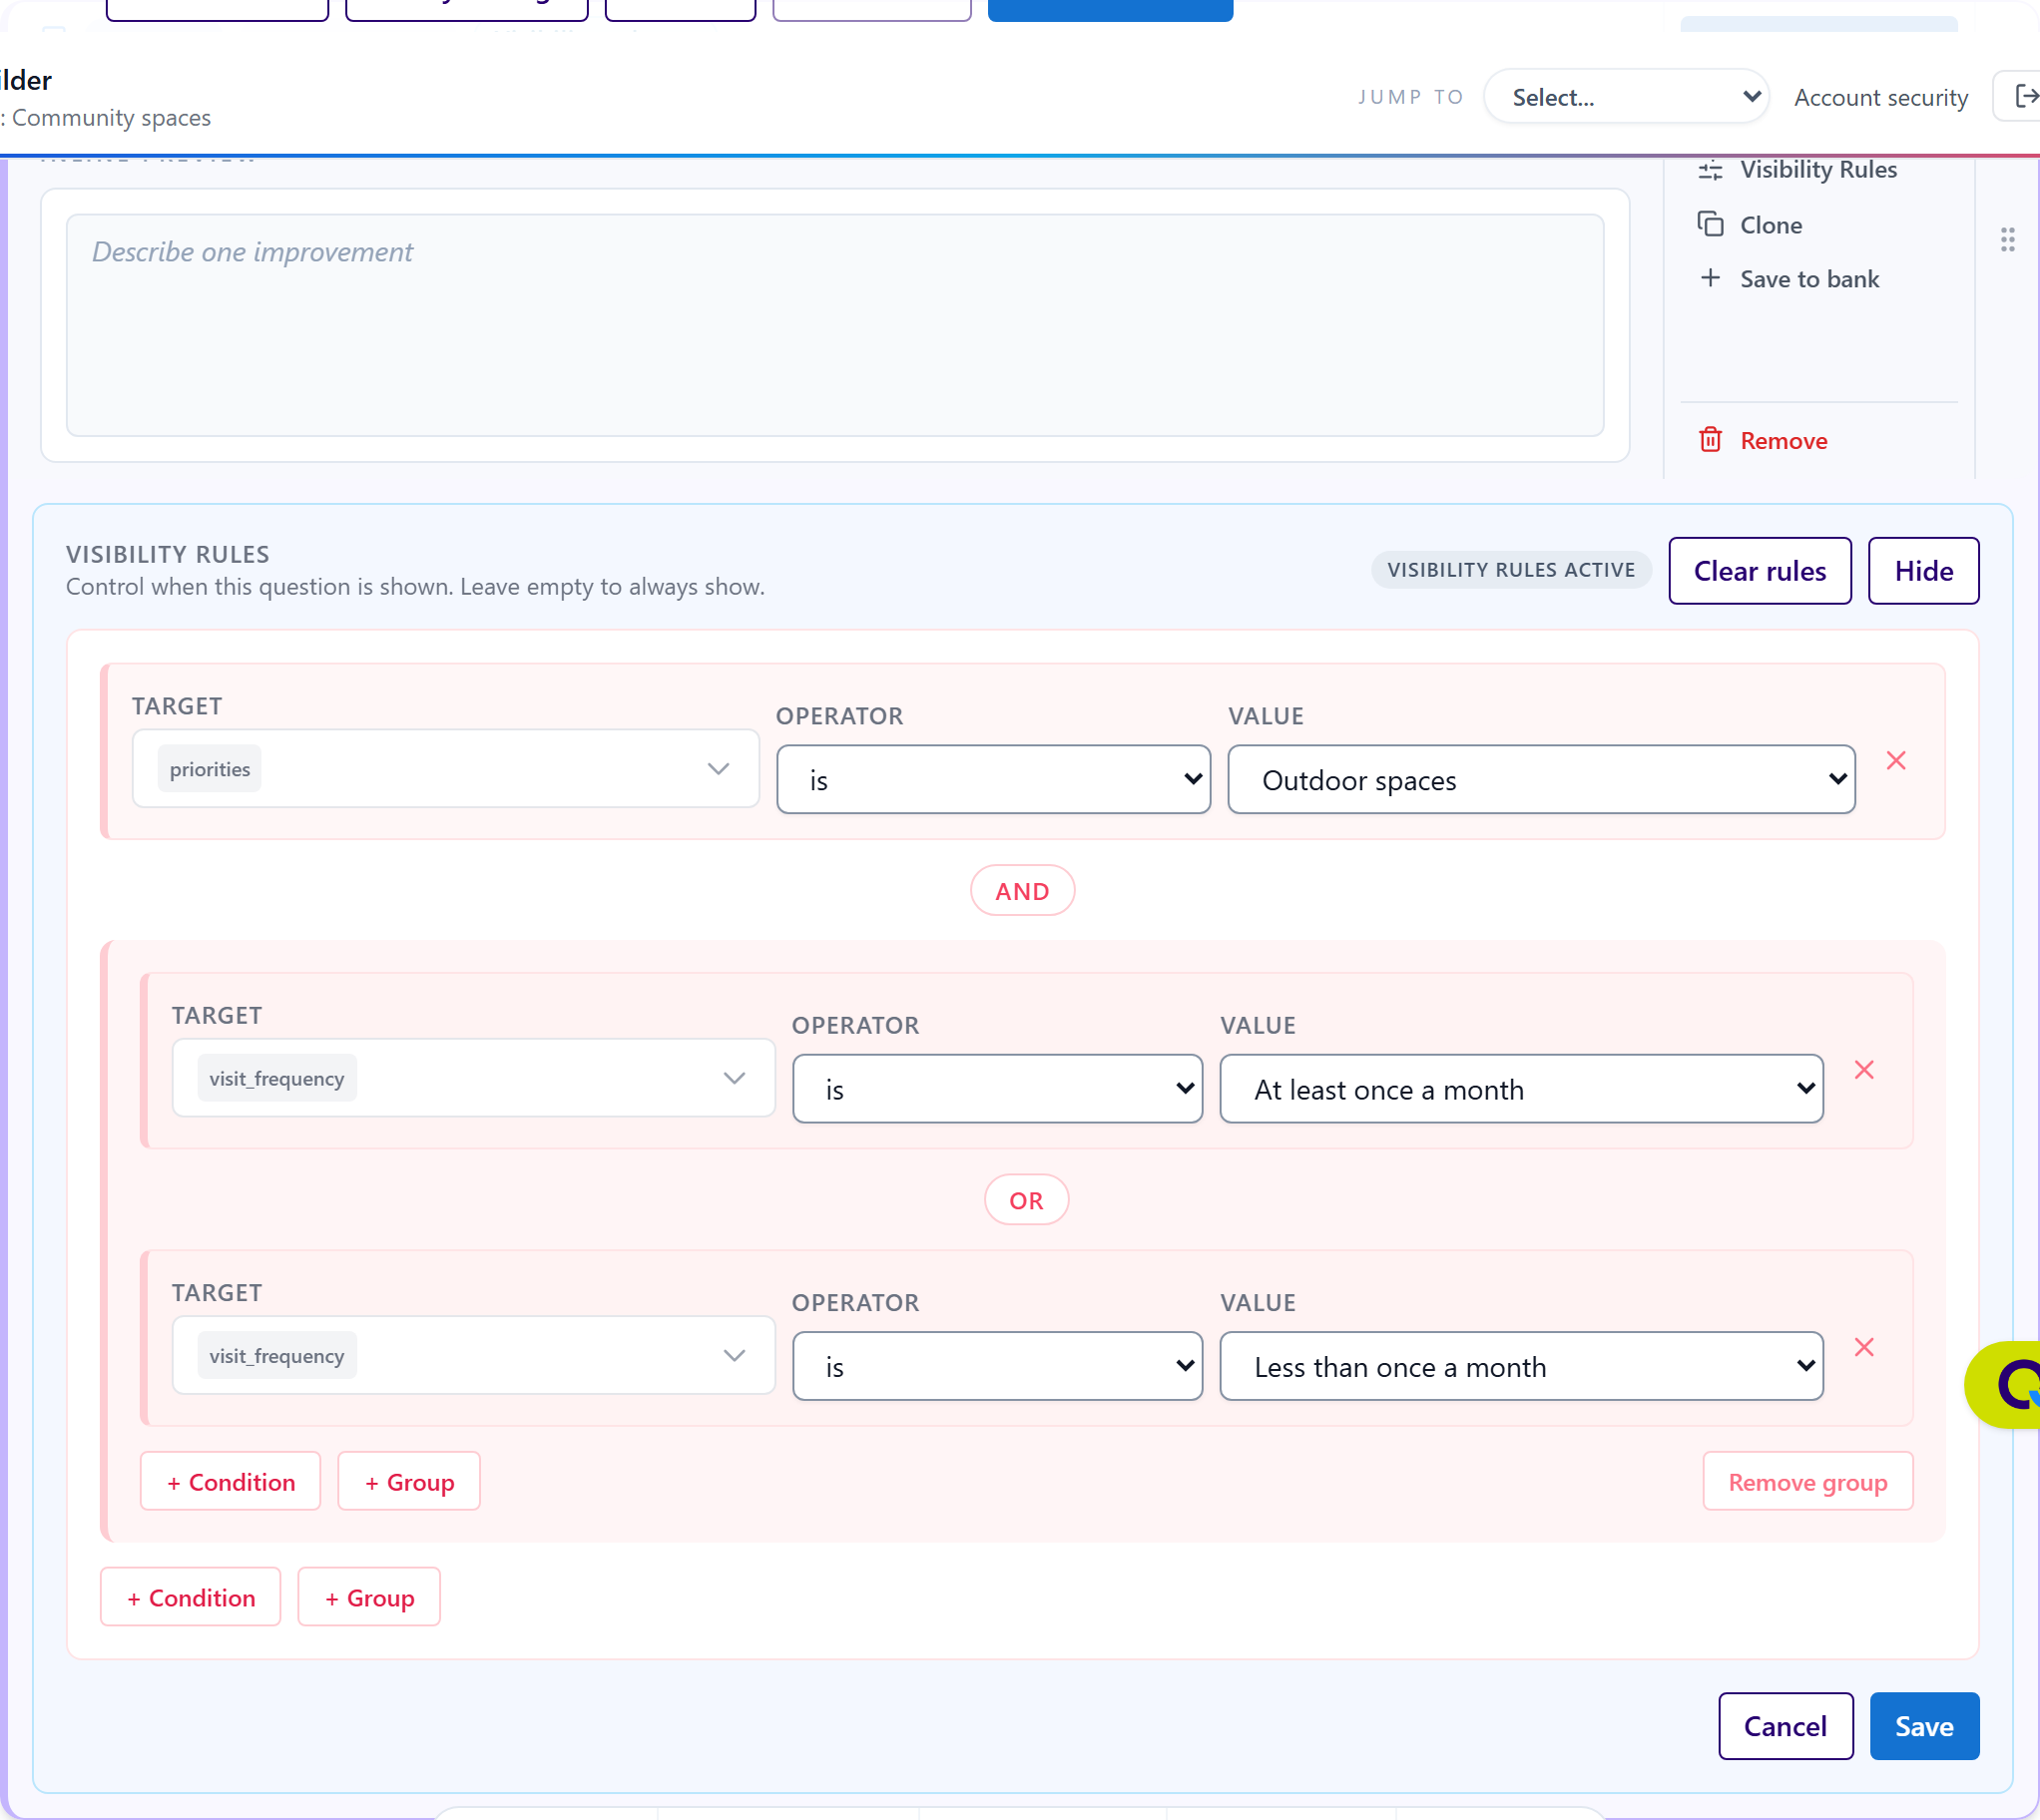 ilder
: Community spaces
JUMP TO
Select...
Account security
Describe one improvement
Visibility Rules
Clone
+ Save to bank
Remove
VISIBILITY RULES
Control when this question is shown. Leave empty to always show.
VISIBILITY RULES ACTIVE
Clear rules
Hide
TARGET
OPERATOR
VALUE
priorities
is
Outdoor spaces
AND
TARGET
OPERATOR
VALUE
visit_frequency
is
At least once a month
OR
TARGET
OPERATOR
VALUE
visit_frequency
is
Less than once a month
+ Condition
+ Group
Remove group
+ Condition
+ Group
Cancel
Save